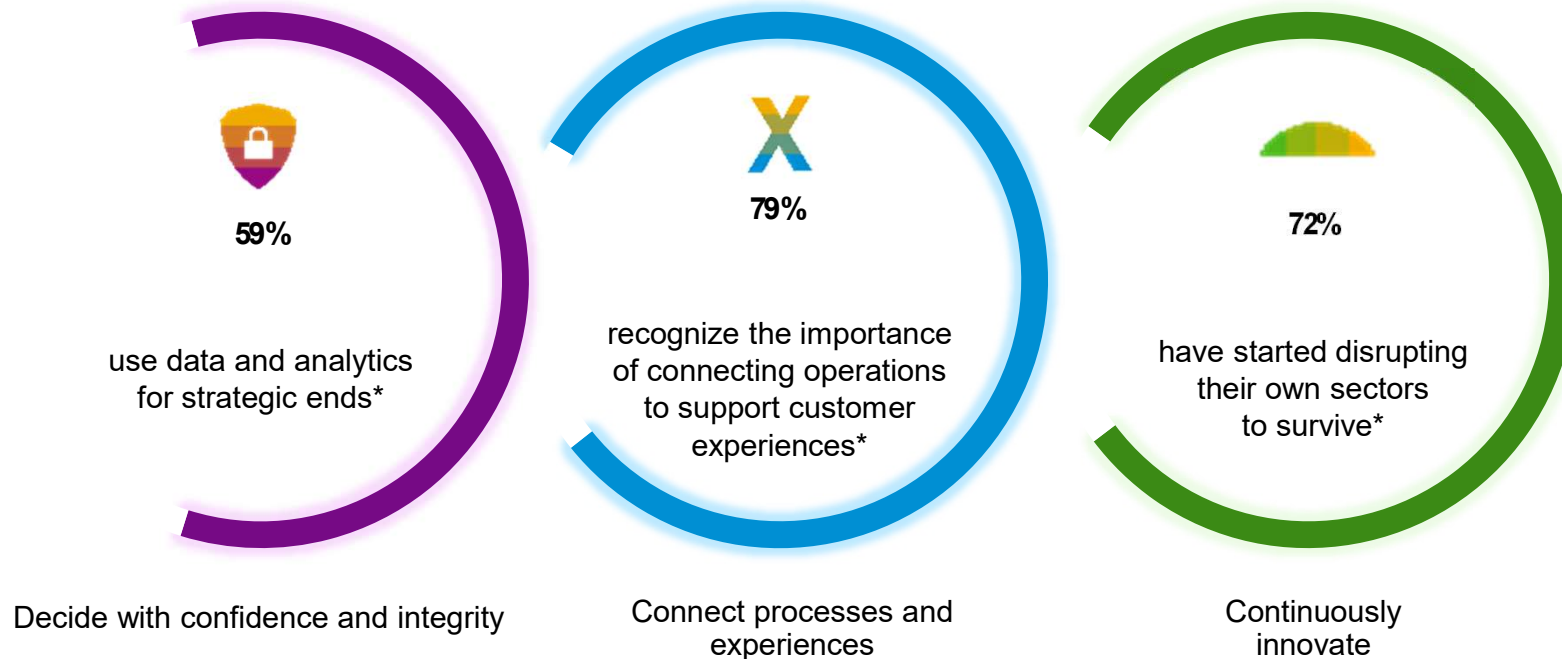 59%
use data and analytics
for strategic ends*
Decide with confidence and integrity
79%
recognize the importance
of connecting operations
to support customer
experiences*
Connect processes and
experiences
72%
have started disrupting
their own sectors
to survive*
Continuously
innovate